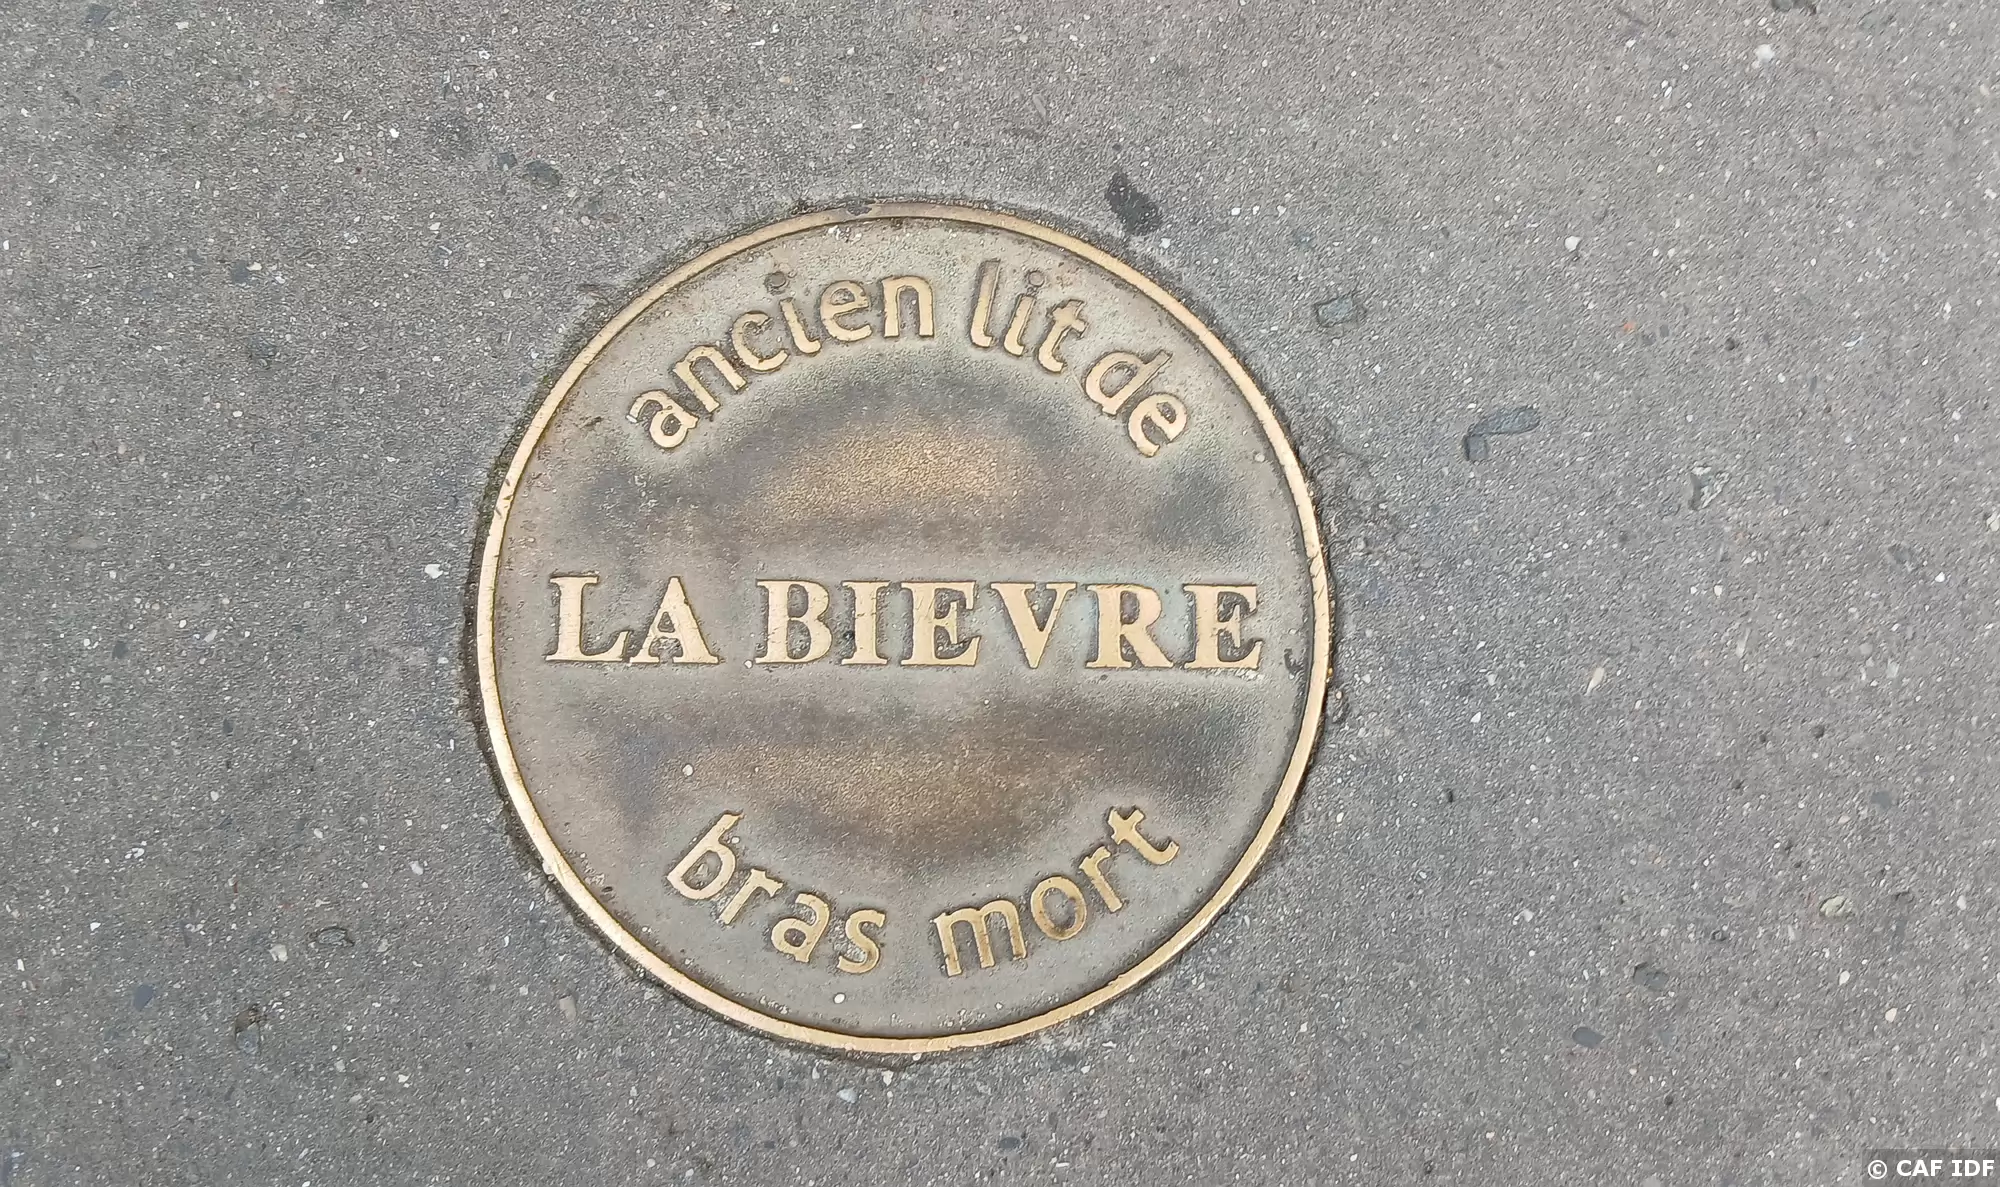 ancien lit de
LA BIEVRE
bras mort
© CAF IDF